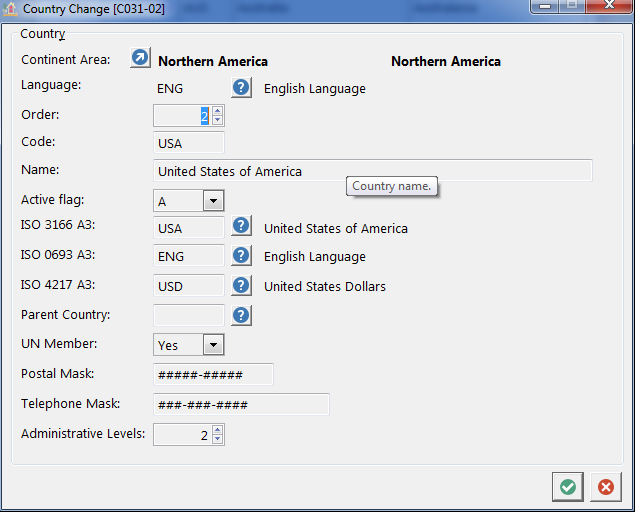 Country Change [C031-02]
Country
Continent Area: Northern America Northern America
Language: ENG English Language
Order: 2
Code: USA
Name: United States of America
Country name.
Active flag: A
ISO 3166 A3: USA United States of America
ISO 0693 A3: ENG English Language
ISO 4217 A3: USD United States Dollars
Parent Country:
UN Member: Yes
Postal Mask: #####-#####
Telephone Mask: ###-###-####
Administrative Levels: 2